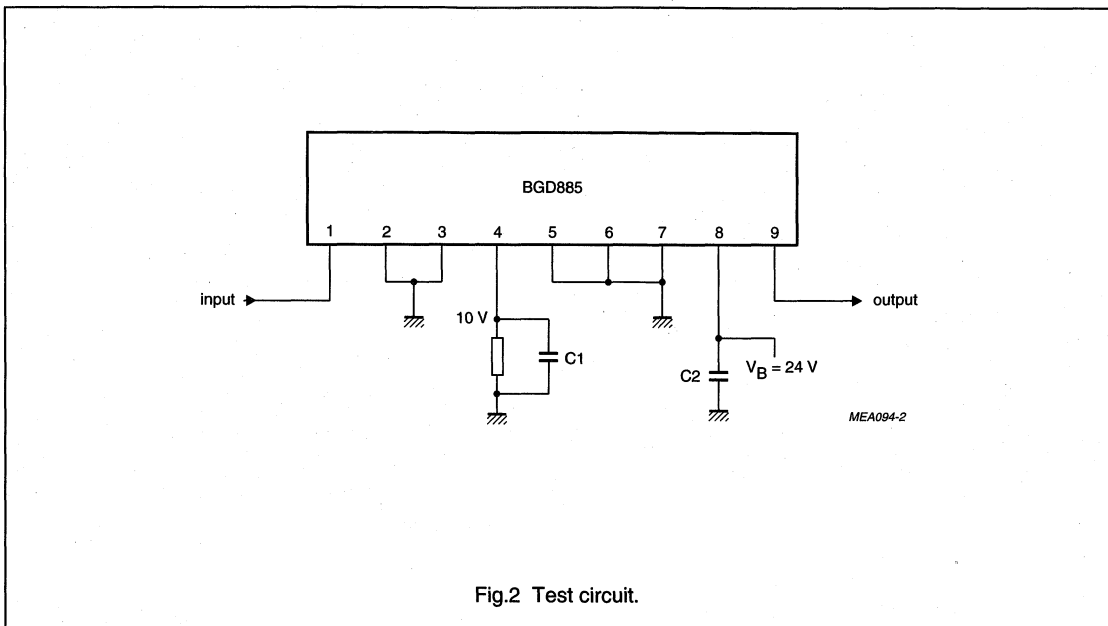 BGD885
1 2 3 4 5 6 7 8 9
input output
10 V
C1
C2 V_B = 24 V
MEA094-2
Fig.2 Test circuit.